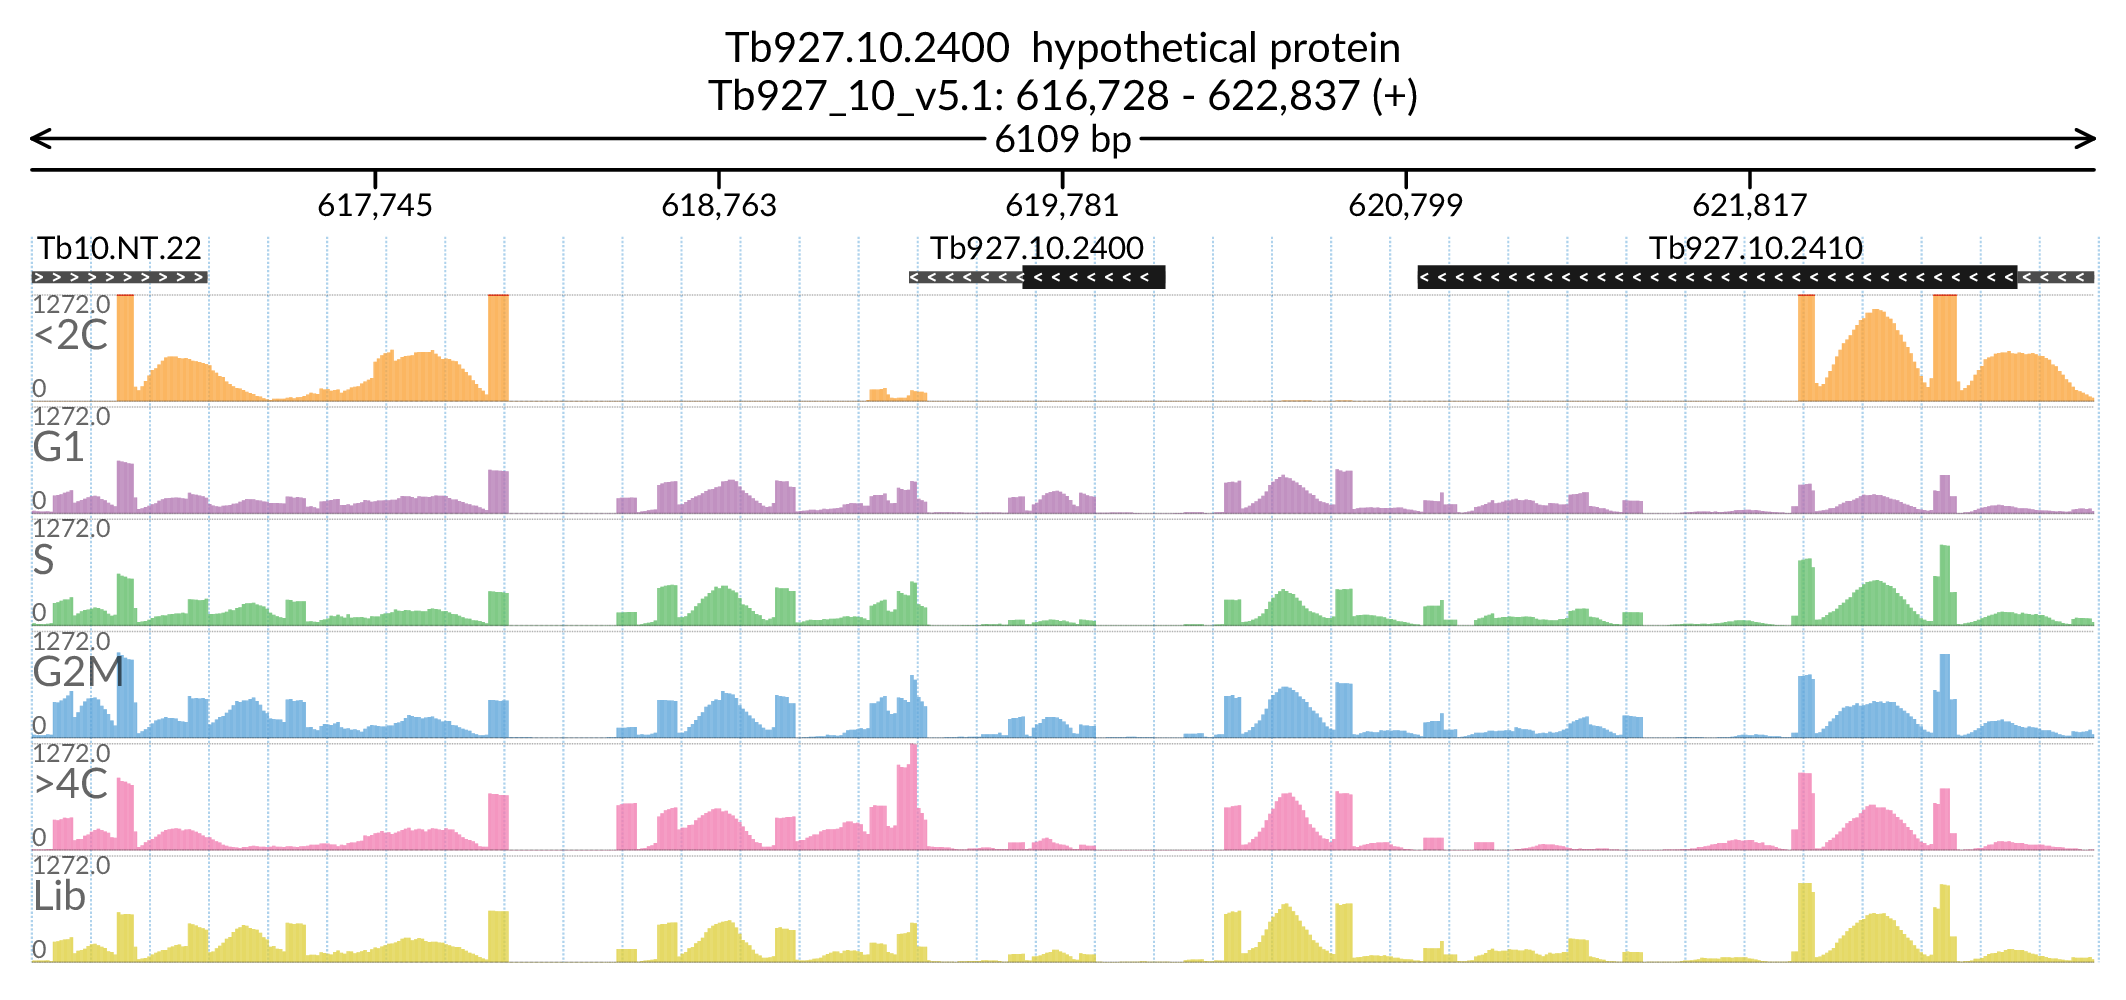 Tb927.10.2400  hypothetical protein
Tb927_10_v5.1: 616,728 - 622,837 (+)
6109 bp
617,745 618,763 619,781 620,799 621,817
Tb10.NT.22 Tb927.10.2400 Tb927.10.2410
1272.0
<2C
0
1272.0
G1
0
1272.0
S
0
1272.0
G2M
0
1272.0
>4C
0
1272.0
Lib
0